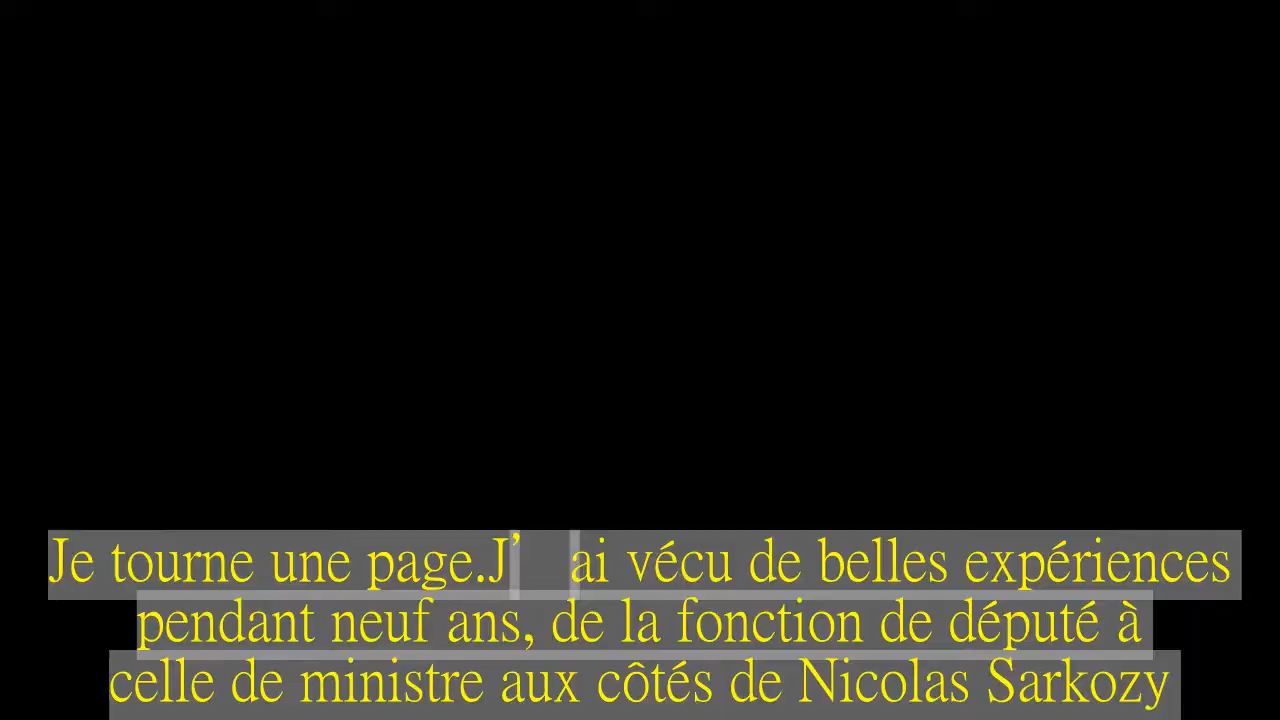 Je tourne une page.J’ai vécu de belles expériences
pendant neuf ans, de la fonction de député à
celle de ministre aux côtés de Nicolas Sarkozy